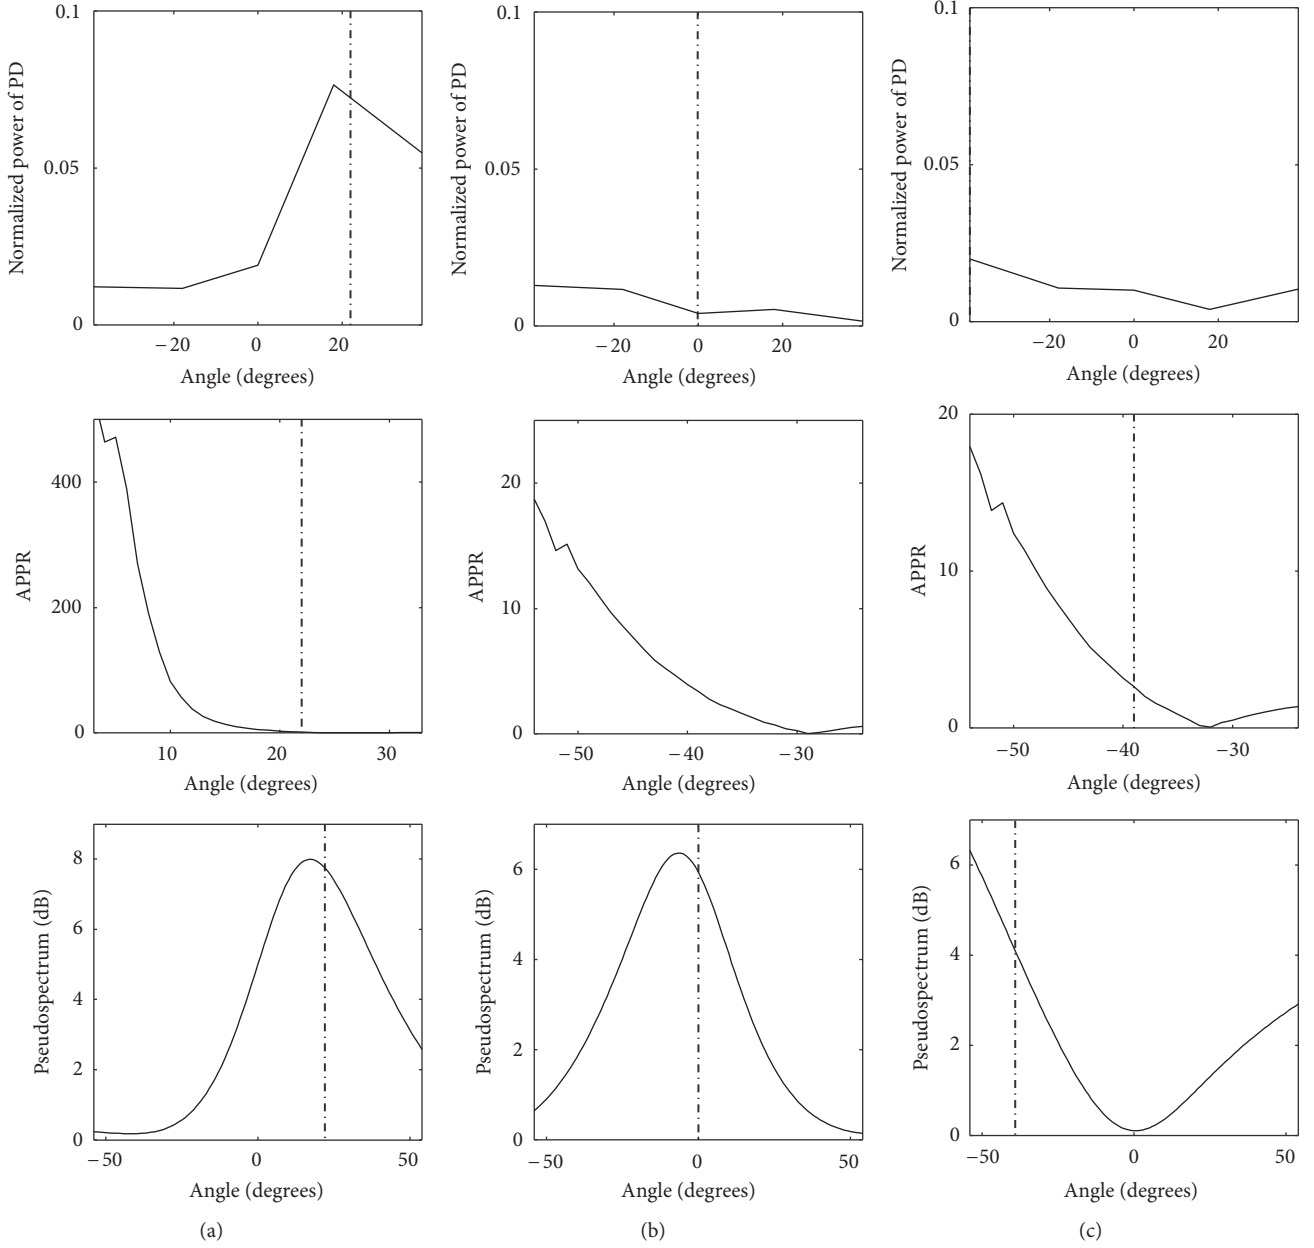 0.1
0.05
0
Normalized power of PD
−20 0 20
Angle (degrees)
0.1
0.05
0
Normalized power of PD
−20 0 20
Angle (degrees)
0.1
0.05
0
Normalized power of PD
−20 0 20
Angle (degrees)
400
200
0
APPR
10 20 30
Angle (degrees)
20
10
0
APPR
−50 −40 −30
Angle (degrees)
20
10
0
APPR
−50 −40 −30
Angle (degrees)
8
6
4
2
0
Pseudospectrum (dB)
−50 0 50
Angle (degrees)
6
4
2
0
Pseudospectrum (dB)
−50 0 50
Angle (degrees)
6
4
2
0
Pseudospectrum (dB)
−50 0 50
Angle (degrees)
(a)
(b)
(c)